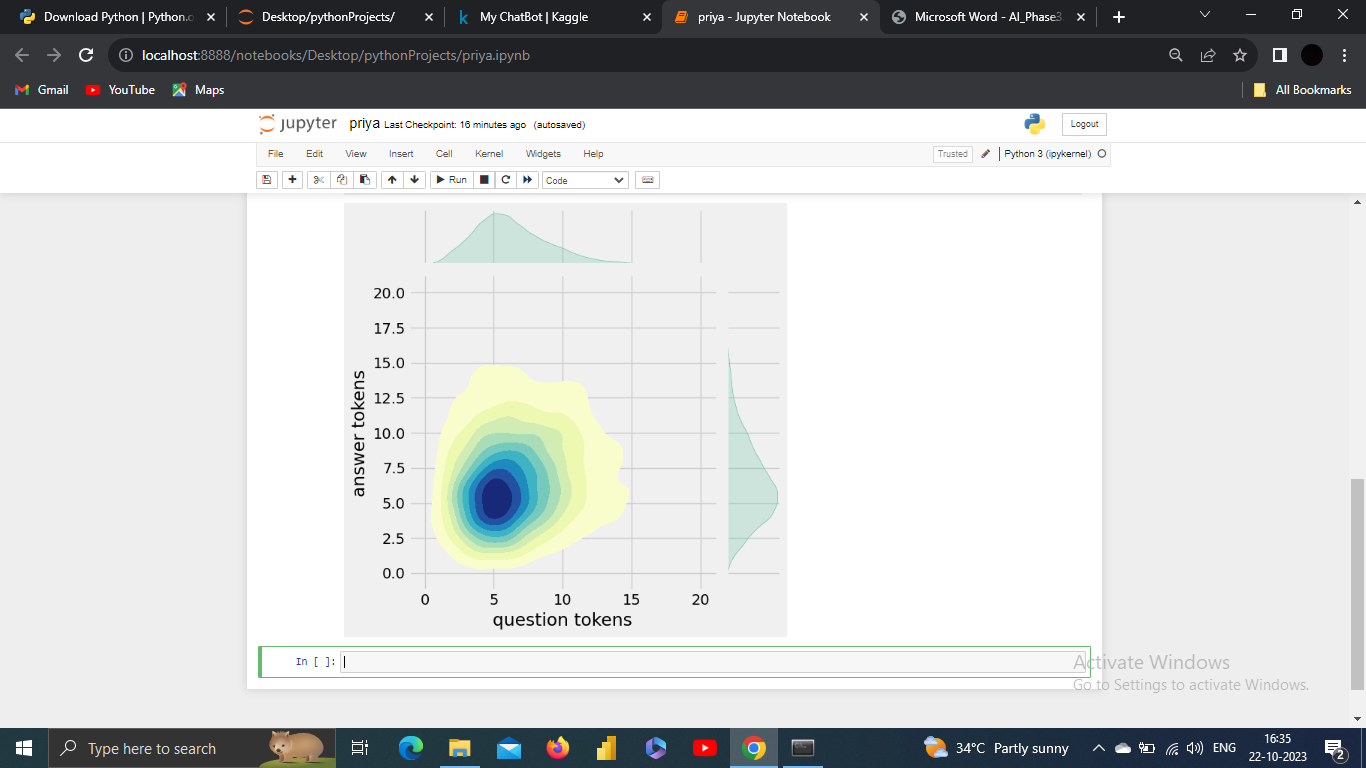 Download Python | Python.o
Desktop/pythonProjects/
My ChatBot | Kaggle
priya - Jupyter Notebook
Microsoft Word - AI_Phase3
localhost:8888/notebooks/Desktop/pythonProjects/priya.ipynb
Gmail YouTube Maps All Bookmarks
jupyter priya Last Checkpoint: 16 minutes ago (autosaved) Logout
File Edit View Insert Cell Kernel Widgets Help Trusted Python 3 (ipykernel)
Run Code
20.0
17.5
15.0
12.5
10.0
7.5
5.0
2.5
0.0
answer tokens
0 5 10 15 20
question tokens
In [ ]:
Activate Windows
Go to Settings to activate Windows.
Type here to search
34°C Partly sunny
ENG
16:35
22-10-2023
2